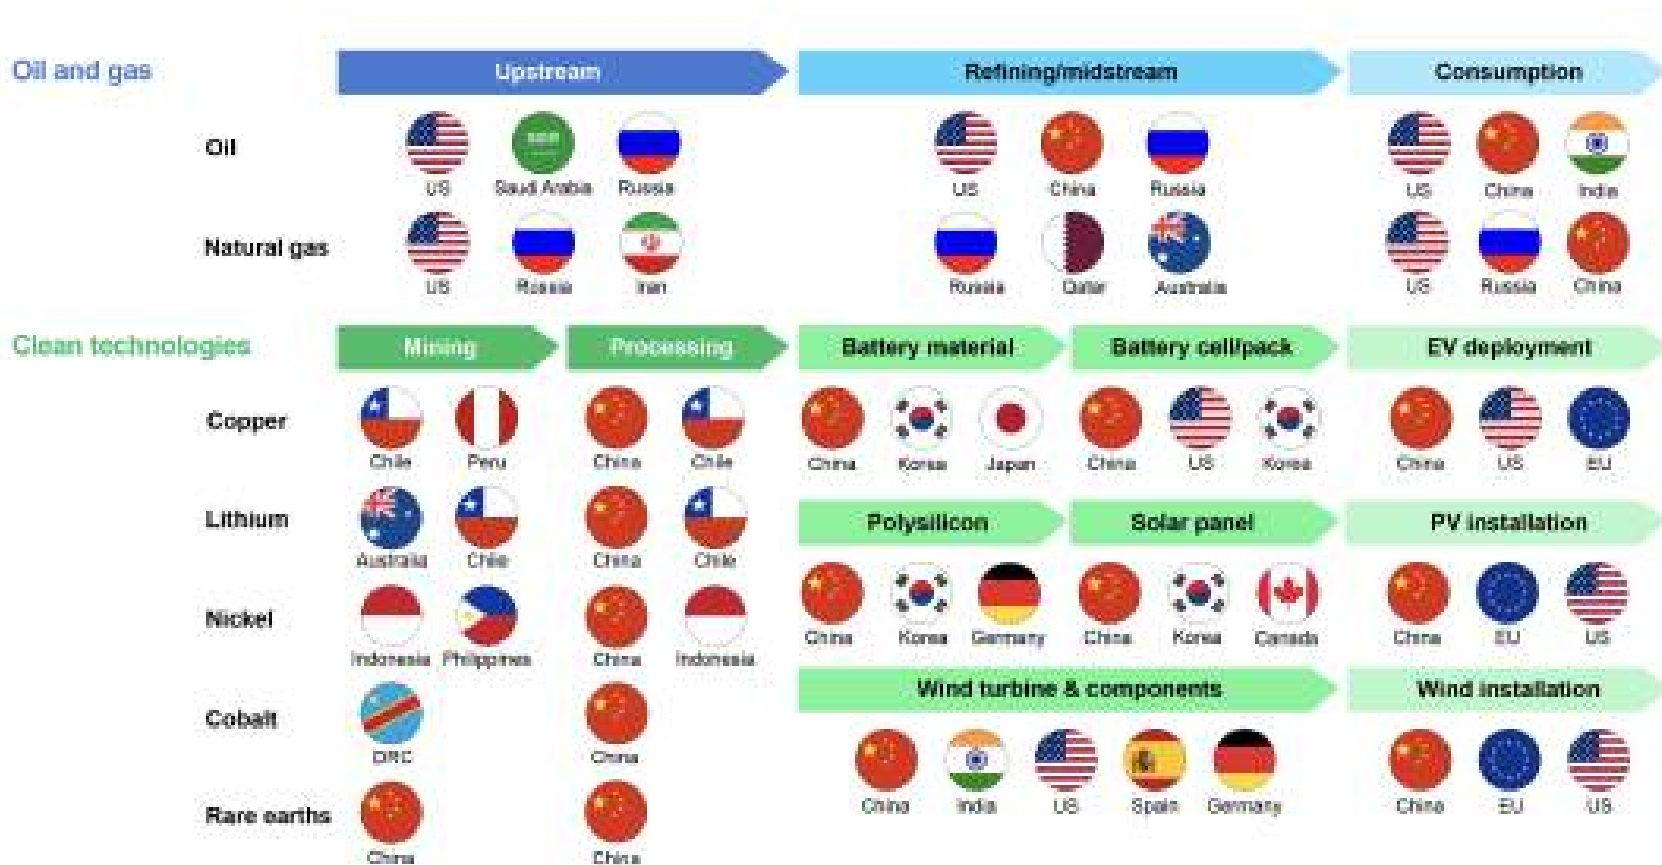 Oil and gas
Upstream
Refining/midstream
Consumption
Oil
US Saudi Arabia Russia
US China Russia
US China India
Natural gas
US Russia Iran
Russia Qatar Australia
US Russia China
Clean technologies
Mining
Processing
Battery material
Battery cell/pack
EV deployment
Copper
Chile Peru
China Chile
China Korea Japan
China US Korea
China US EU
Lithium
Australia Chile
China Chile
Polysilicon
Solar panel
PV installation
Nickel
Indonesia Philippines
China Indonesia
China Korea Germany
China Korea Canada
China EU US
Cobalt
DRC
China
Wind turbine & components
Wind installation
China India US Spain Germany
China EU US
Rare earths
China
China